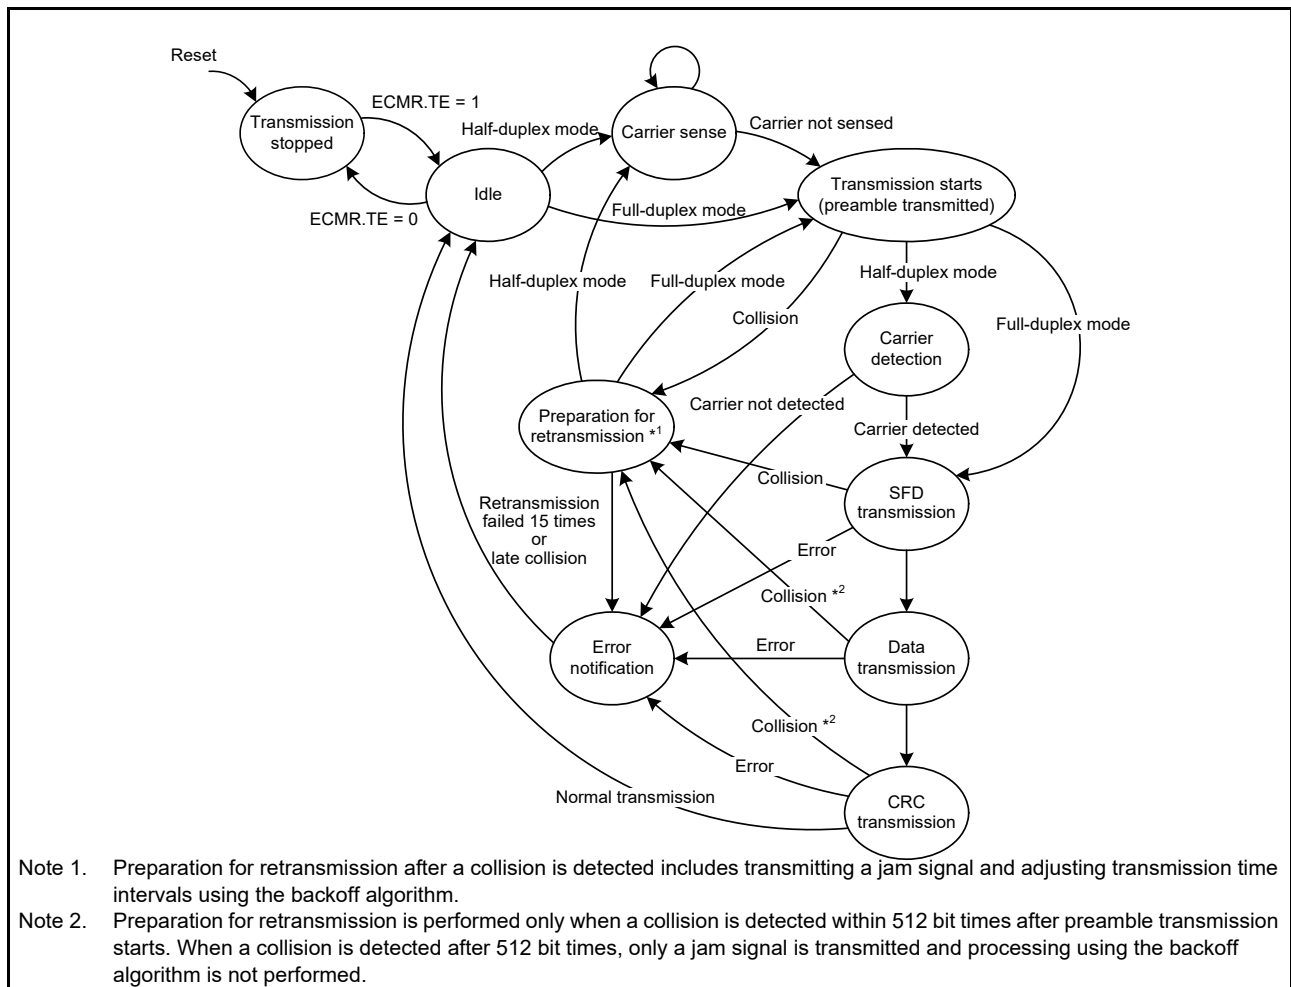 Reset
ECMR.TE = 1
Transmission
stopped
Half-duplex mode
Carrier sense
Carrier not sensed
Idle
ECMR.TE = 0
Full-duplex mode
Transmission starts
(preamble transmitted)
Half-duplex mode
Full-duplex mode
Half-duplex mode
Collision
Full-duplex mode
Carrier
detection
Carrier not detected
Preparation for
retransmission *1
Carrier detected
Collision
SFD
transmission
Retransmission
failed 15 times
or
late collision
Error
Collision *2
Error
notification
Error
Data
transmission
Collision *2
Error
Normal transmission
CRC
transmission
Note 1. Preparation for retransmission after a collision is detected includes transmitting a jam signal and adjusting transmission time
intervals using the backoff algorithm.
Note 2. Preparation for retransmission is performed only when a collision is detected within 512 bit times after preamble transmission
starts. When a collision is detected after 512 bit times, only a jam signal is transmitted and processing using the backoff
algorithm is not performed.